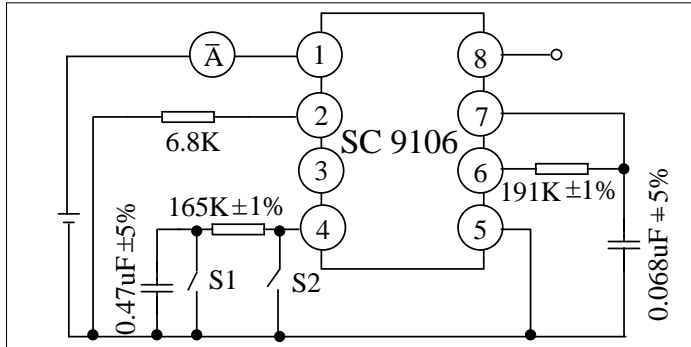 A̅
1
8
2
7
6.8K
SC 9106
3
6
165K±1%
191K±1%
4
5
0.47uF±5%
S1
S2
0.068uF±5%